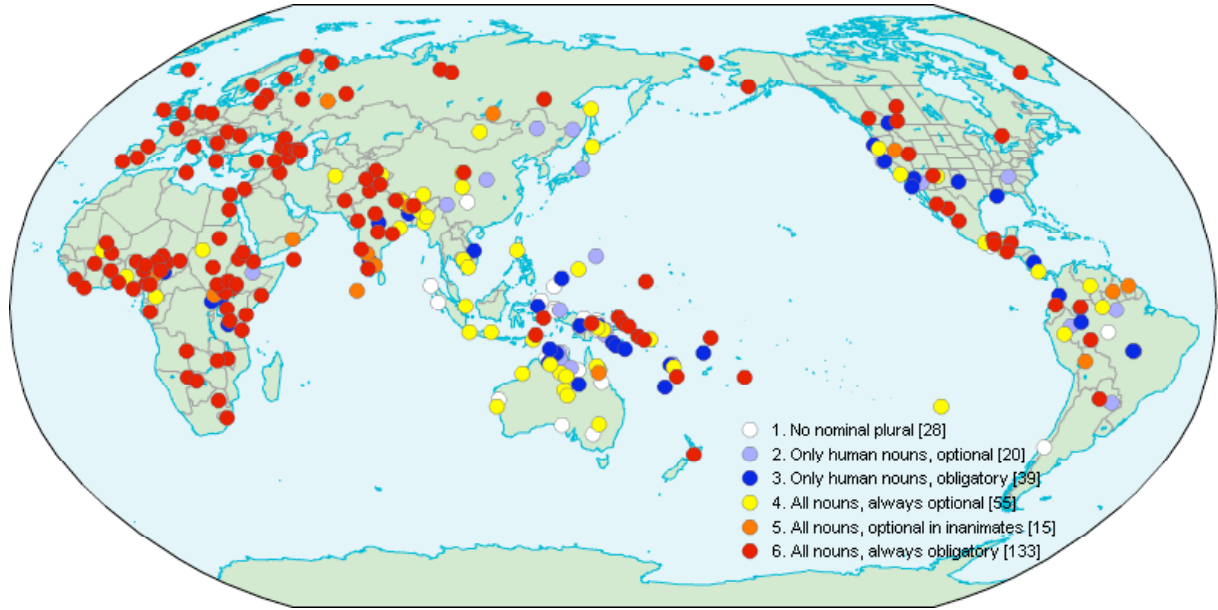 1. No nominal plural [28]
2. Only human nouns, optional [20]
3. Only human nouns, obligatory [39]
4. All nouns, always optional [55]
5. All nouns, optional in inanimates [15]
6. All nouns, always obligatory [133]